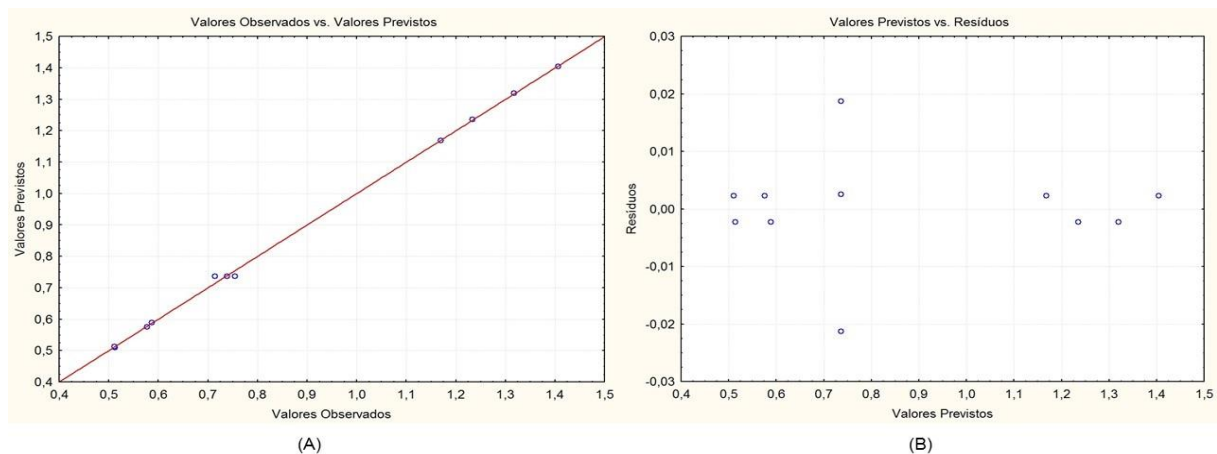 Valores Observados vs. Valores Previstos
1,5
1,4
1,3
1,2
1,1
1,0
0,9
0,8
0,7
0,6
0,5
0,4
Valores Previstos
0,4 0,5 0,6 0,7 0,8 0,9 1,0 1,1 1,2 1,3 1,4 1,5
Valores Observados
(A)
Valores Previstos vs. Resíduos
0,03
0,02
0,01
0,00
-0,01
-0,02
-0,03
Resíduos
0,4 0,5 0,6 0,7 0,8 0,9 1,0 1,1 1,2 1,3 1,4 1,5
Valores Previstos
(B)